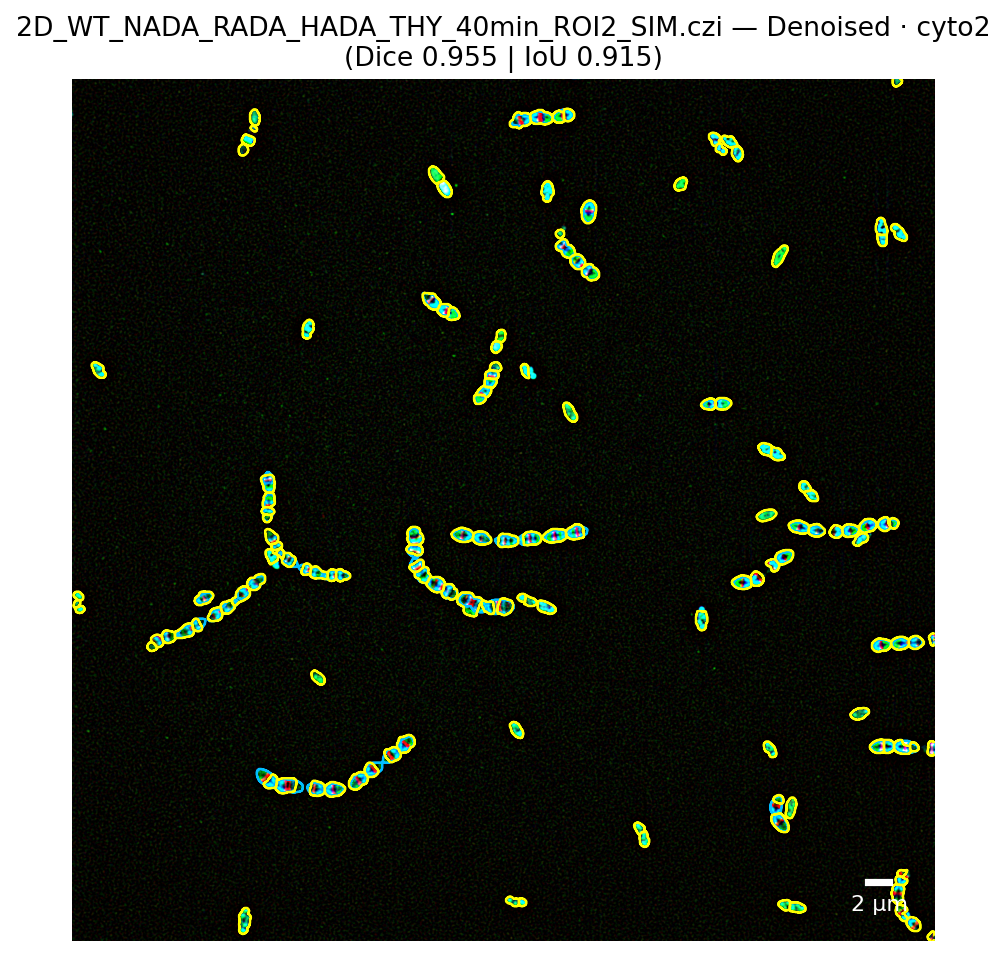 2D_WT_NADA_RADA_HADA_THY_40min_ROI2_SIM.czi — Denoised · cyto2
(Dice 0.955 | IoU 0.915)
2 μm